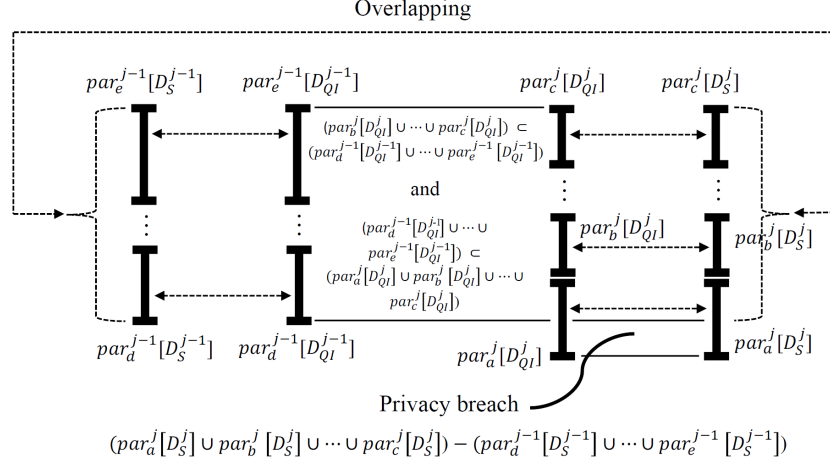 Overlapping
par_e^{j-1}[D_S^{j-1}] par_e^{j-1}[D_{QI}^{j-1}] par_c^j[D_{QI}^j] par_c^j[D_S^j]
(par_b^j[D_{QI}^j] ∪ ⋯ ∪ par_c^j[D_{QI}^j]) ⊂
(par_d^{j-1}[D_{QI}^{j-1}] ∪ ⋯ ∪ par_e^{j-1}[D_{QI}^{j-1}])
and
(par_d^{j-1}[D_{QI}^{j-1}] ∪ ⋯ ∪
par_e^{j-1}[D_{QI}^{j-1}]) ⊂
(par_a^j[D_{QI}^j] ∪ par_b^j[D_{QI}^j] ∪ ⋯ ∪
par_c^j[D_{QI}^j])
par_b^j[D_{QI}^j] par_b^j[D_S^j]
par_d^{j-1}[D_S^{j-1}] par_d^{j-1}[D_{QI}^{j-1}] par_a^j[D_{QI}^j] par_a^j[D_S^j]
Privacy breach
(par_a^j[D_S^j] ∪ par_b^j[D_S^j] ∪ ⋯ ∪ par_c^j[D_S^j]) − (par_d^{j-1}[D_S^{j-1}] ∪ ⋯ ∪ par_e^{j-1}[D_S^{j-1}])